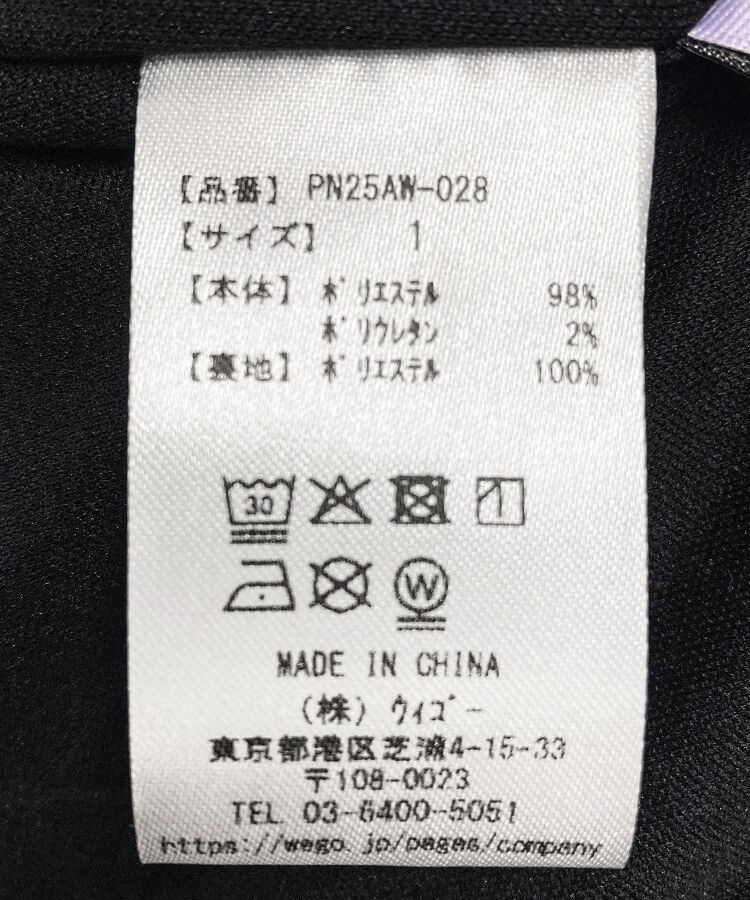 【品番】 PN25AW-028
【サイズ】 1
【本体】 ﾎﾟﾘｴｽﾃﾙ 98%
ﾎﾟﾘｳﾚﾀﾝ 2%
【裏地】 ﾎﾟﾘｴｽﾃﾙ 100%
30
W
MADE IN CHINA
(株) ｳｨｺﾞｰ
東京都港区芝浦4-15-33
〒108-0023
TEL 03-6400-5051
https://wego.jp/pages/company